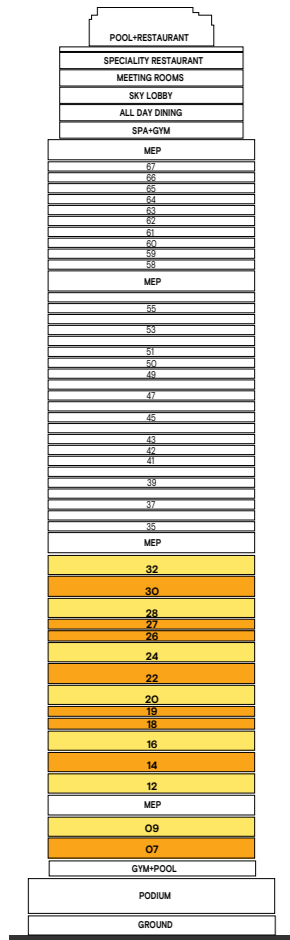 POOL+RESTAURANT
SPECIALITY RESTAURANT
MEETING ROOMS
SKY LOBBY
ALL DAY DINING
SPA+GYM
MEP
67
66
65
64
63
62
61
60
59
58
MEP
55
53
51
50
49
47
45
43
42
41
39
37
35
MEP
32
30
28
27
26
24
22
20
19
18
16
14
12
MEP
09
07
GYM+POOL
PODIUM
GROUND